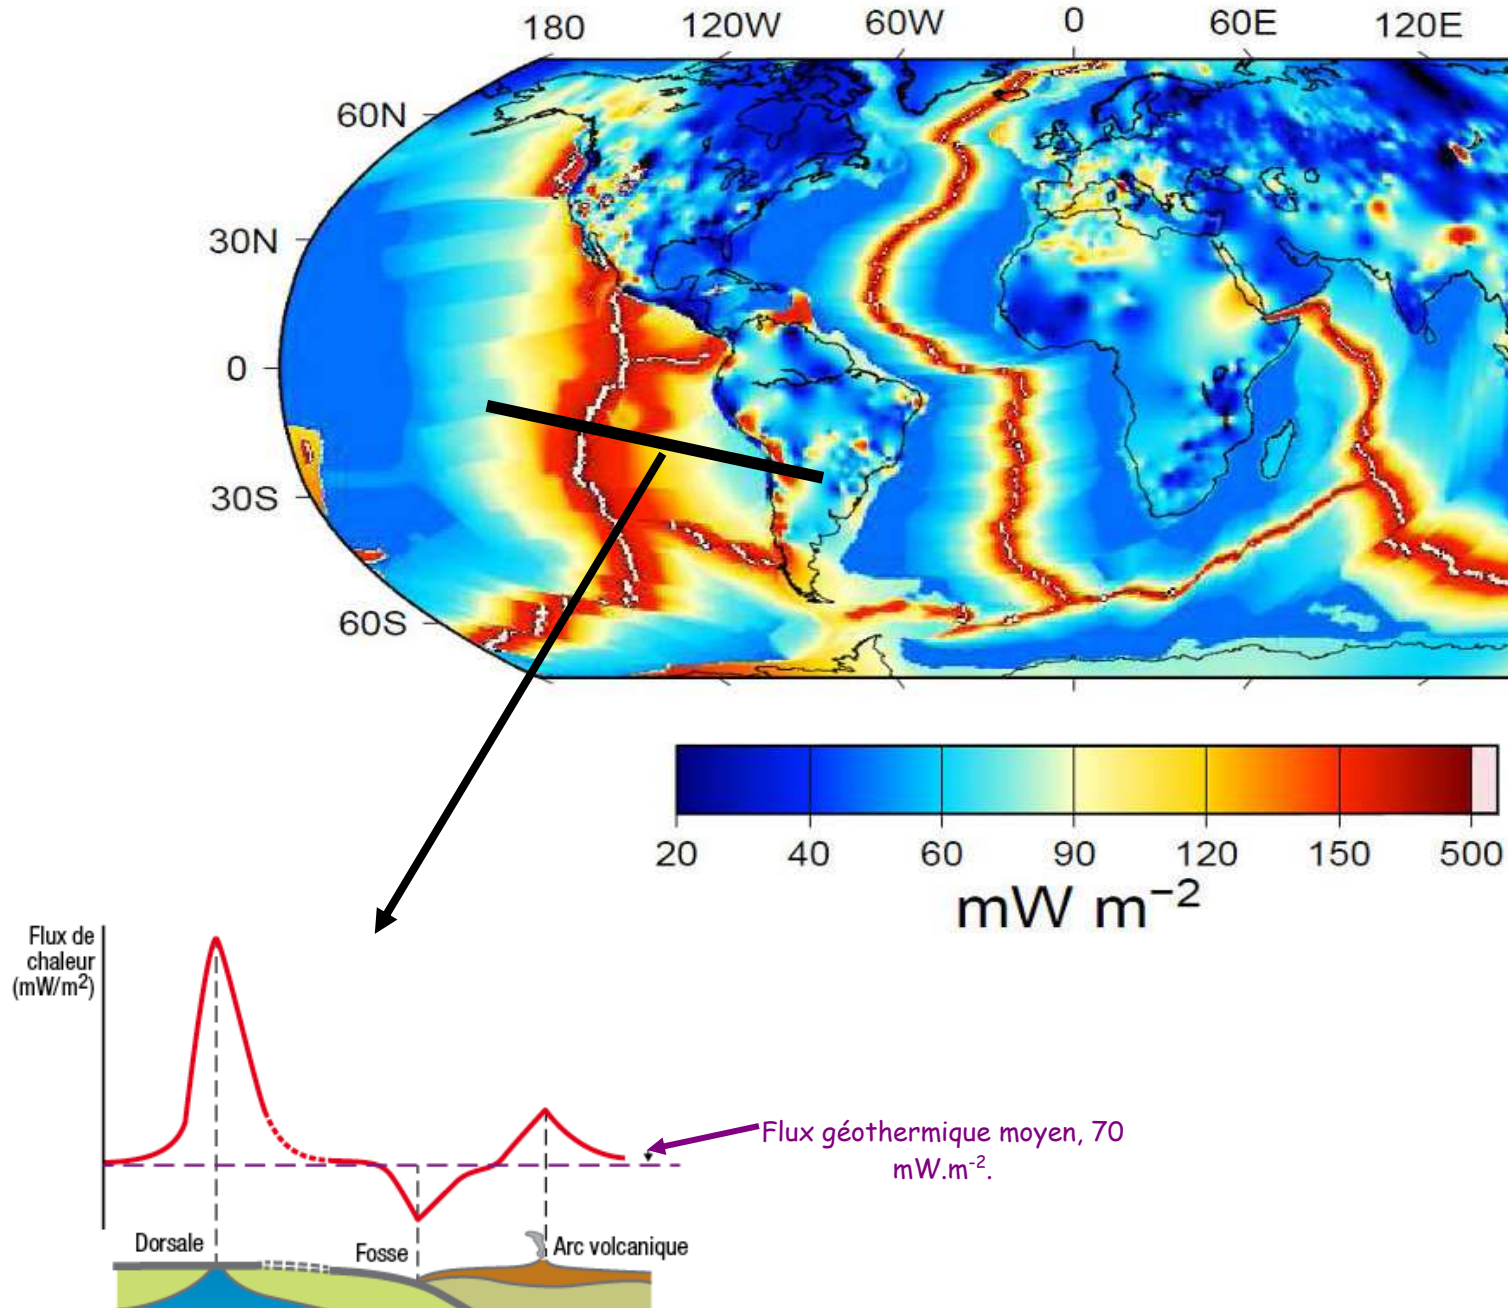 180 120W 60W 0 60E 120E
60N
30N
0
30S
60S
20 40 60 90 120 150 500
mW m⁻²
Flux de
chaleur
(mW/m²)
Flux géothermique moyen, 70
mW.m⁻².
Dorsale
Fosse
Arc volcanique